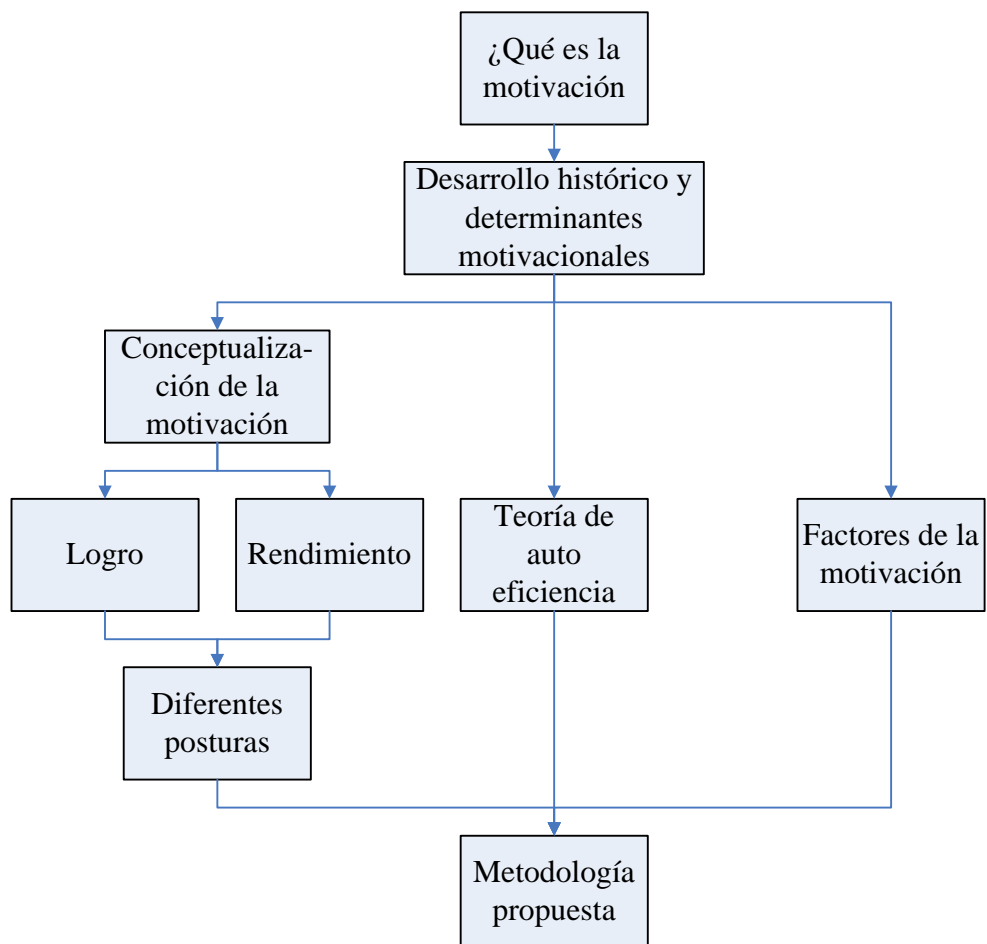 ¿Qué es la
motivación
Desarrollo histórico y
determinantes
motivacionales
Conceptualiza-
ción de la
motivación
Logro
Rendimiento
Teoría de
auto
eficiencia
Factores de la
motivación
Diferentes
posturas
Metodología
propuesta